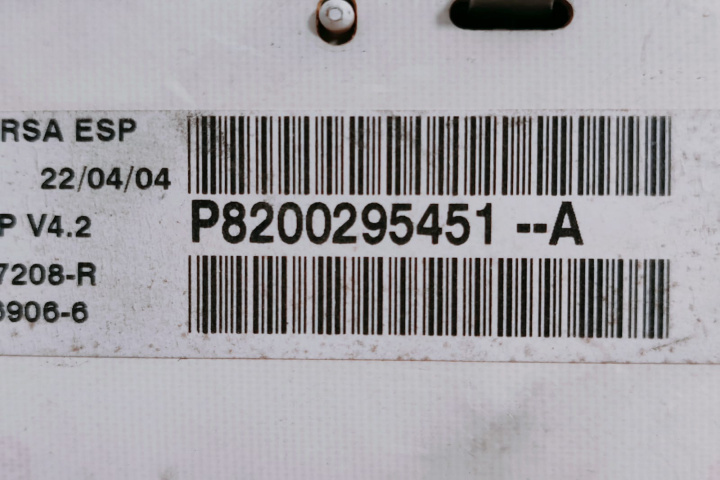 RSA ESP
22/04/04
P V4.2
P8200295451 --A
7208-R
6906-6